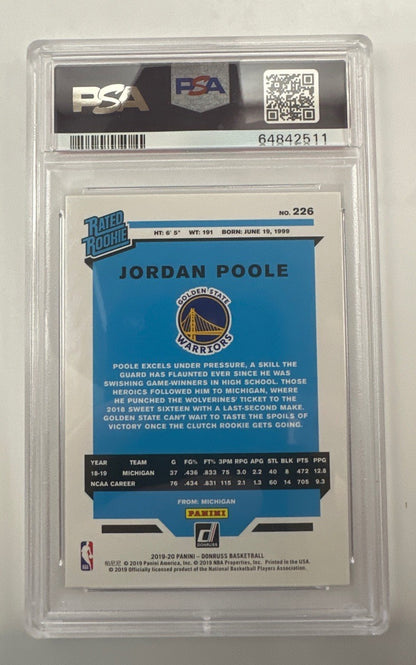 PSA PSA
64842511
RATED
ROOKIE
NO. 226
HT: 6' 5" WT: 191 BORN: JUNE 19, 1999
JORDAN POOLE
GOLDEN STATE
WARRIORS
POOLE EXCELS UNDER PRESSURE, A SKILL THE
GUARD HAS FLAUNTED EVER SINCE HE WAS
SWISHING GAME-WINNERS IN HIGH SCHOOL. THOSE
HEROICS FOLLOWED HIM TO MICHIGAN, WHERE
HE PUNCHED THE WOLVERINES' TICKET TO THE
2018 SWEET SIXTEEN WITH A LAST-SECOND MAKE.
GOLDEN STATE CAN'T WAIT TO TASTE THE SPOILS OF
VICTORY ONCE THE CLUTCH ROOKIE GETS GOING.
YEAR TEAM G FG% FT% 3PM RPG APG STL BLK PTS PPG
18-19 MICHIGAN 37 .436 .833 75 3.0 2.2 40 8 472 12.8
NCAA CAREER 76 .434 .831 115 2.1 1.3 60 14 705 9.3
FROM: MICHIGAN
PANINI
DONRUSS
2019-20 PANINI – DONRUSS BASKETBALL
© 2019 Panini America, Inc. © 2019 NBA Properties, Inc. Printed in the USA.
© 2019 Officially licensed product of the National Basketball Players Association.
NBA